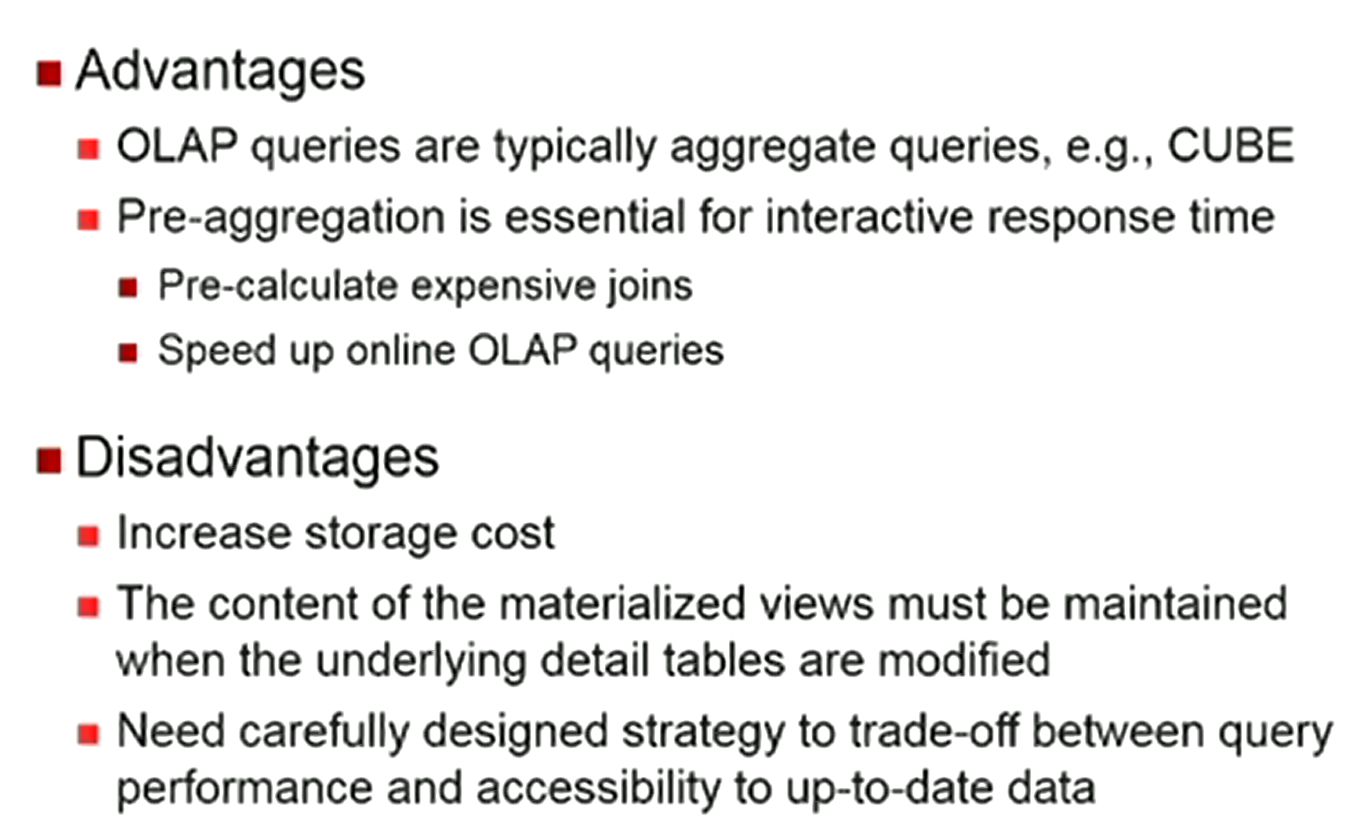 Advantages
OLAP queries are typically aggregate queries, e.g., CUBE
Pre-aggregation is essential for interactive response time
Pre-calculate expensive joins
Speed up online OLAP queries
Disadvantages
Increase storage cost
The content of the materialized views must be maintained
when the underlying detail tables are modified
Need carefully designed strategy to trade-off between query
performance and accessibility to up-to-date data